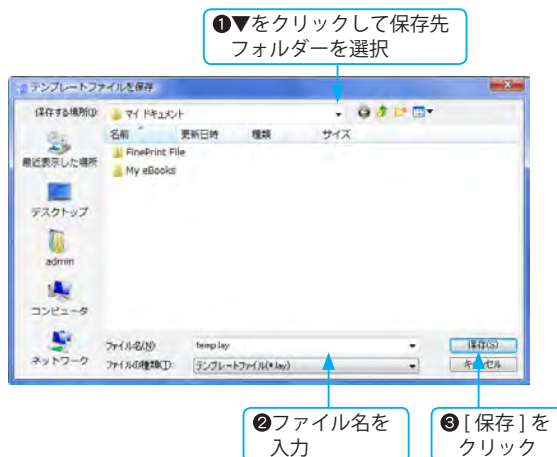 ❶▼をクリックして保存先
フォルダーを選択
テンプレートファイルを保存
保存する場所(I):
マイ ドキュメント
名前 更新日時 種類 サイズ
FinePrint File
My eBooks
最近表示した場所
デスクトップ
admin
コンピュータ
ネットワーク
ファイル名(N):
temp.lay
保存(S)
ファイルの種類(T):
テンプレートファイル(*.lay)
キャンセル
❷ファイル名を
入力
❸[保存]を
クリック